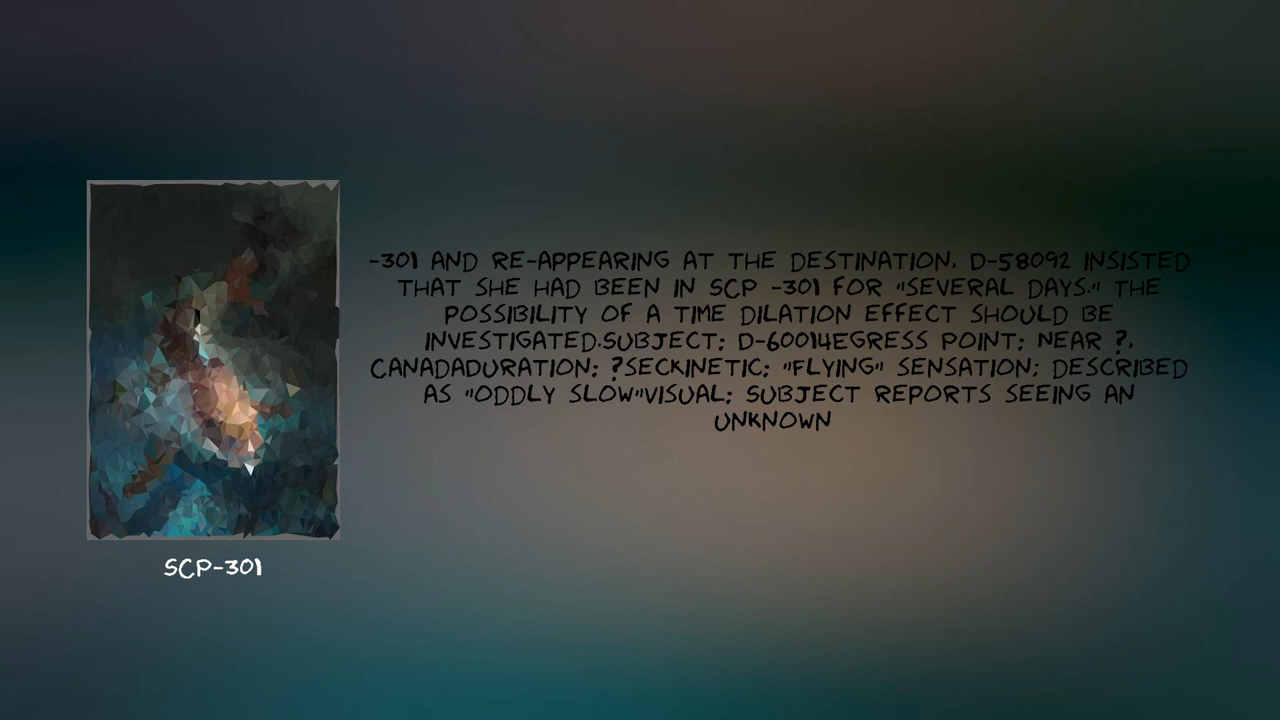 -301 AND RE-APPEARING AT THE DESTINATION. D-58092 INSISTED
THAT SHE HAD BEEN IN SCP -301 FOR "SEVERAL DAYS." THE
POSSIBILITY OF A TIME DILATION EFFECT SHOULD BE
INVESTIGATED.SUBJECT: D-60014EGRESS POINT: NEAR ?,
CANADADURATION: ?SECKINETIC: "FLYING" SENSATION; DESCRIBED
AS "ODDLY SLOW"VISUAL: SUBJECT REPORTS SEEING AN
UNKNOWN
SCP-301